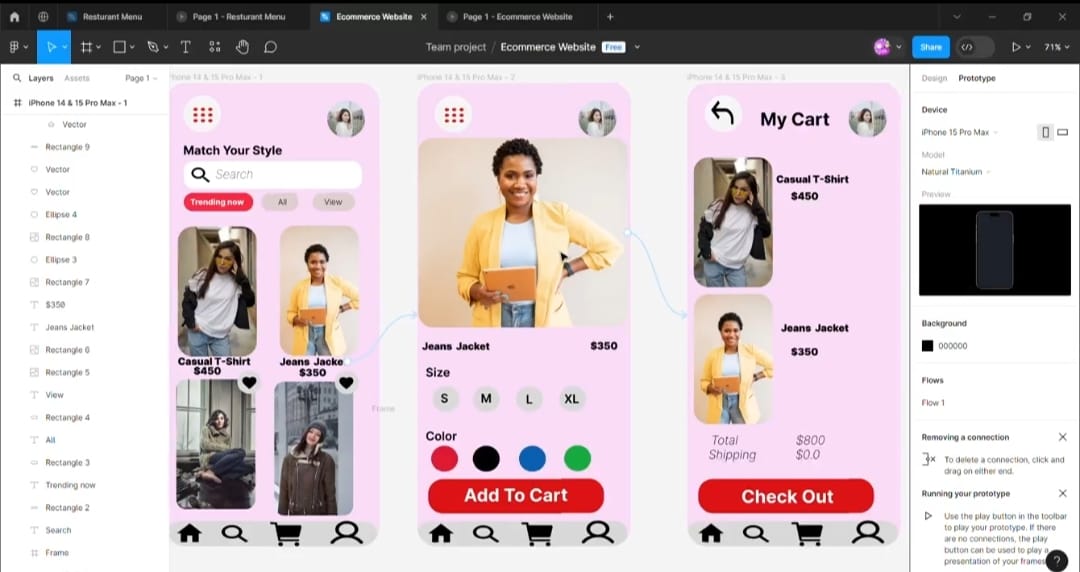 Resturant Menu
Page 1 - Resturant Menu
Ecommerce Website
Page 1 - Ecommerce Website
Team project / Ecommerce Website Free
Share
71%
Layers
Assets
Page 1
iPhone 14 & 15 Pro Max - 1
Vector
Rectangle 9
Vector
Vector
Ellipse 4
Rectangle 8
Ellipse 3
Rectangle 7
$350
Jeans Jacket
Rectangle 6
Rectangle 5
View
Rectangle 4
All
Rectangle 3
Trending now
Rectangle 2
Search
Frame
Phone 14 & 15 Pro Max - 1
Match Your Style
Search
Trending now
All
View
Casual T-Shirt
$450
Jeans Jacke
$350
Frame
iPhone 14 & 15 Pro Max - 2
Jeans Jacket
$350
Size
S
M
L
XL
Color
Add To Cart
iPhone 14 & 15 Pro Max - 3
My Cart
Casual T-Shirt
$450
Jeans Jacket
$350
Total $800
Shipping $0.0
Check Out
Design
Prototype
Device
iPhone 15 Pro Max
Model
Natural Titanium
Preview
Background
000000
Flows
Flow 1
Removing a connection
To delete a connection, click and
drag on either end.
Running your prototype
Use the play button in the toolbar
to play your prototype. If there
are no connections, the play
button can be used to play a
presentation of your frames
?